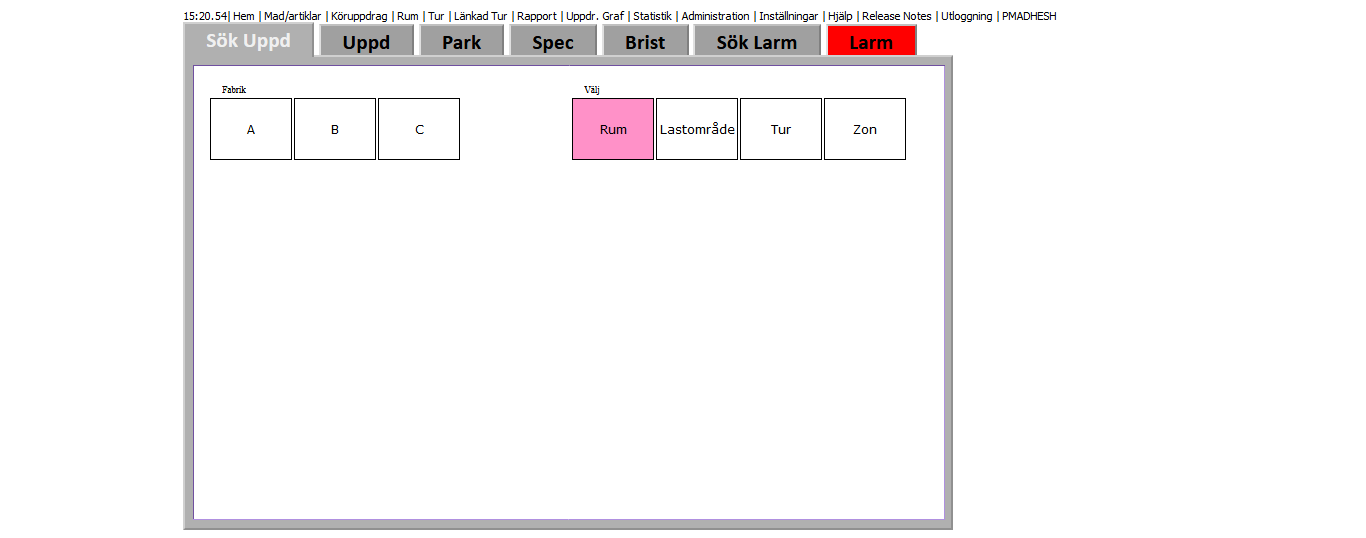 15:20.54| Hem | Mad/artiklar | Köruppdrag | Rum | Tur | Länkad Tur | Rapport | Uppdr. Graf | Statistik | Administration | Inställningar | Hjälp | Release Notes | Utloggning | PMADHESH
Sök Uppd Uppd Park Spec Brist Sök Larm Larm
Fabrik Välj
A B C Rum Lastområde Tur Zon